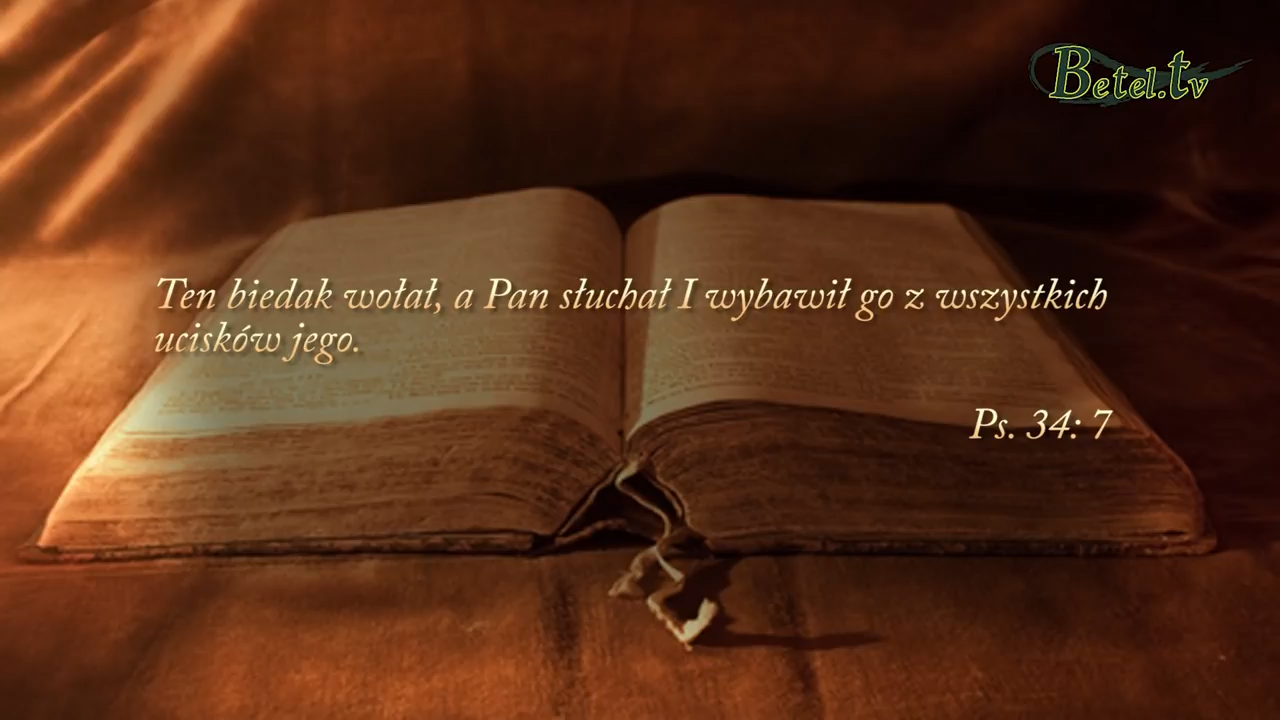 Betel.tv
Ten biedak wołał, a Pan słuchał I wybawił go z wszystkich
ucisków jego.
Ps. 34: 7